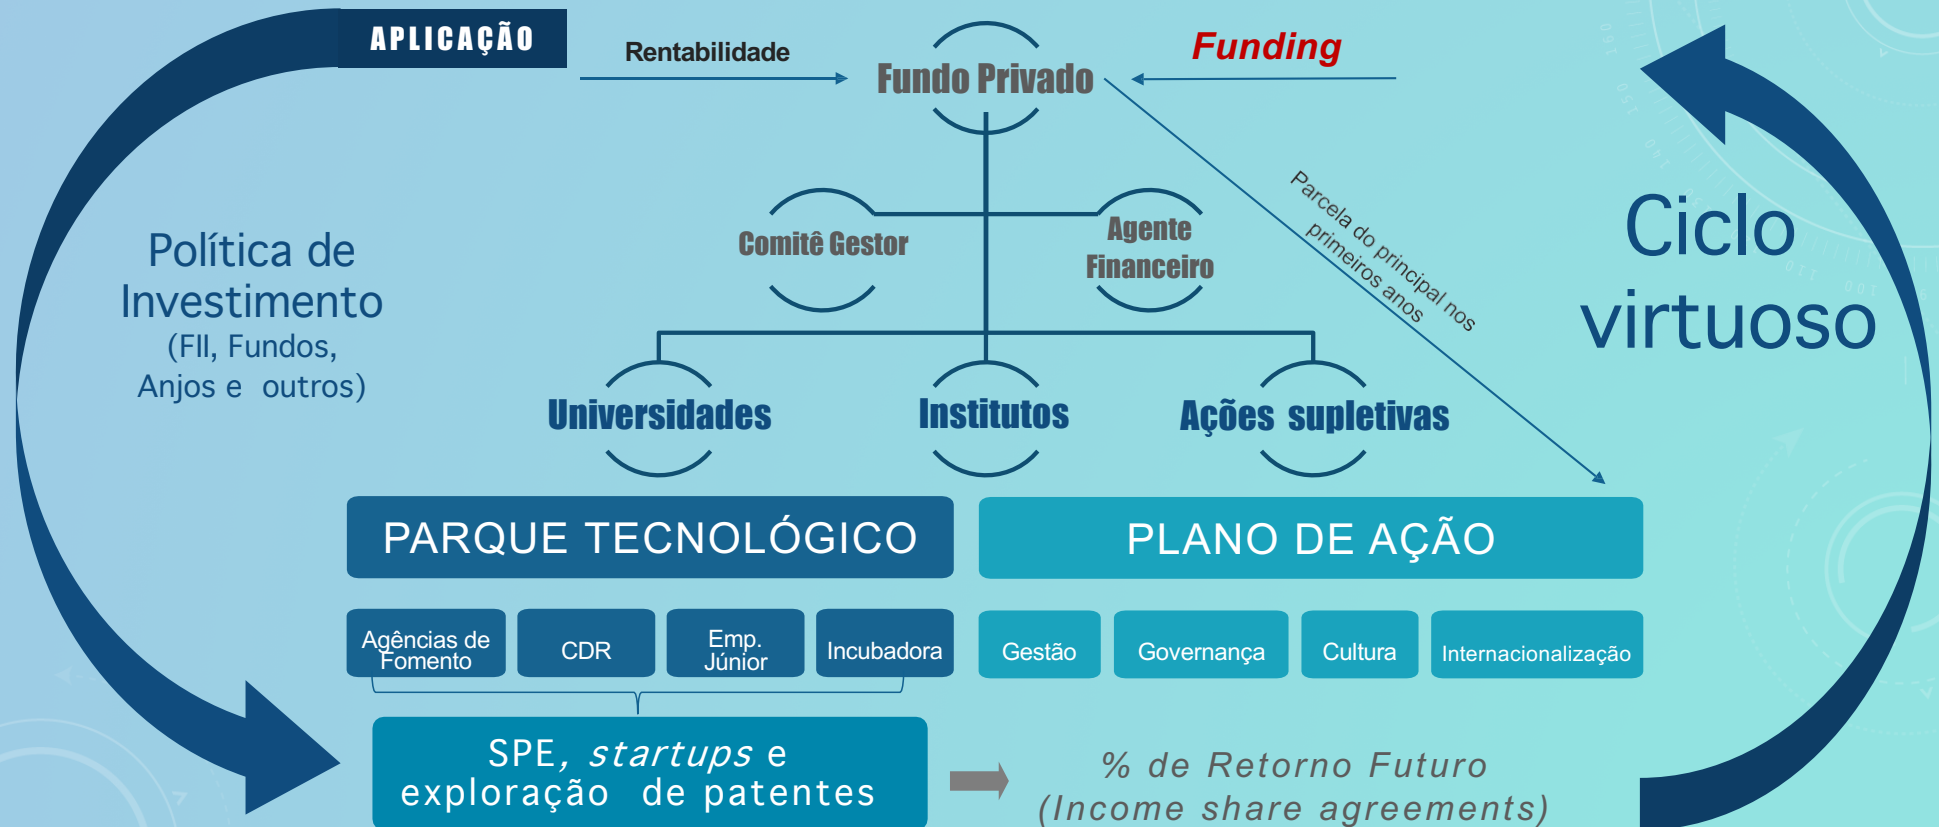 APLICAÇÃO
Rentabilidade
Funding
Fundo Privado
Parcela do principal nos
primeiros anos
Comitê Gestor
Agente
Financeiro
Política de
Investimento
(FII, Fundos,
Anjos e outros)
Ciclo
virtuoso
Universidades
Institutos
Ações supletivas
PARQUE TECNOLÓGICO
PLANO DE AÇÃO
Agências de
Fomento
CDR
Emp.
Júnior
Incubadora
Gestão
Governança
Cultura
Internacionalização
SPE, startups e
exploração de patentes
% de Retorno Futuro
(Income share agreements)